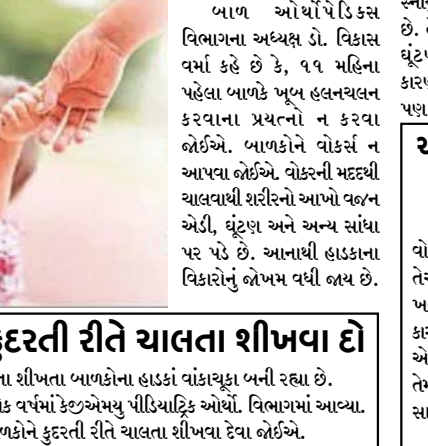 બાળ ઓર્થોપેડિક્સ
વિભાગના અધ્યક્ષ ડો. વિકાસ
વર્મા કહે છે કે, ૧૧ મહિના
પહેલા બાળકે ખૂબ હલનચલન
કરવાના પ્રયત્નો ન કરવા
જોઈએ. બાળકોને વોકર્સ ન
આપવા જોઈએ. વોકરની મદદથી
ચાલવાથી શરીરનો આખો વજન
એડી, ઘૂંટણ અને અન્ય સાંધા
પર પડે છે. આનાથી હાડકાના
વિકારોનું જોખમ વધી જાય છે.
કુદરતી રીતે ચાલતા શીખવા દો
શીખતા બાળકોના હાડકાં વાંકાચૂકા બની રહ્યા છે.
વર્ષમાં કેજીએમયુ પીડિયાટ્રિક ઓર્થો. વિભાગમાં આવ્યા.
કુદરતી રીતે ચાલતા શીખવા દેવા જોઈએ.
છે.
પણ